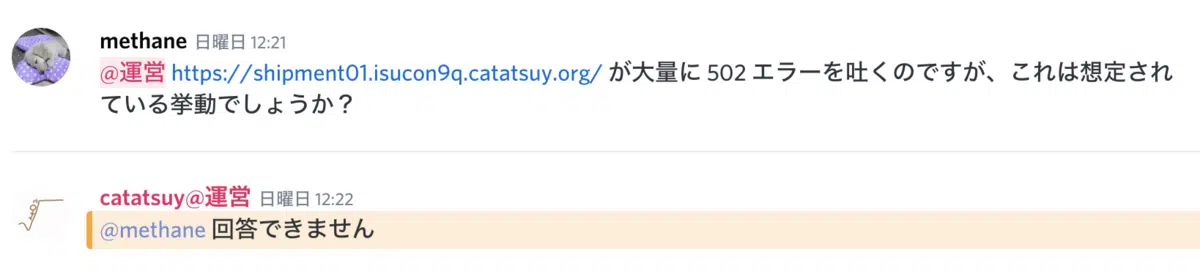 methane 日曜日 12:21
@運営 https://shipment01.isucon9q.catatsuy.org/ が大量に 502 エラーを吐くのですが、これは想定され
ている挙動でしょうか？
catatsuy@運営 日曜日 12:22
@methane 回答できません